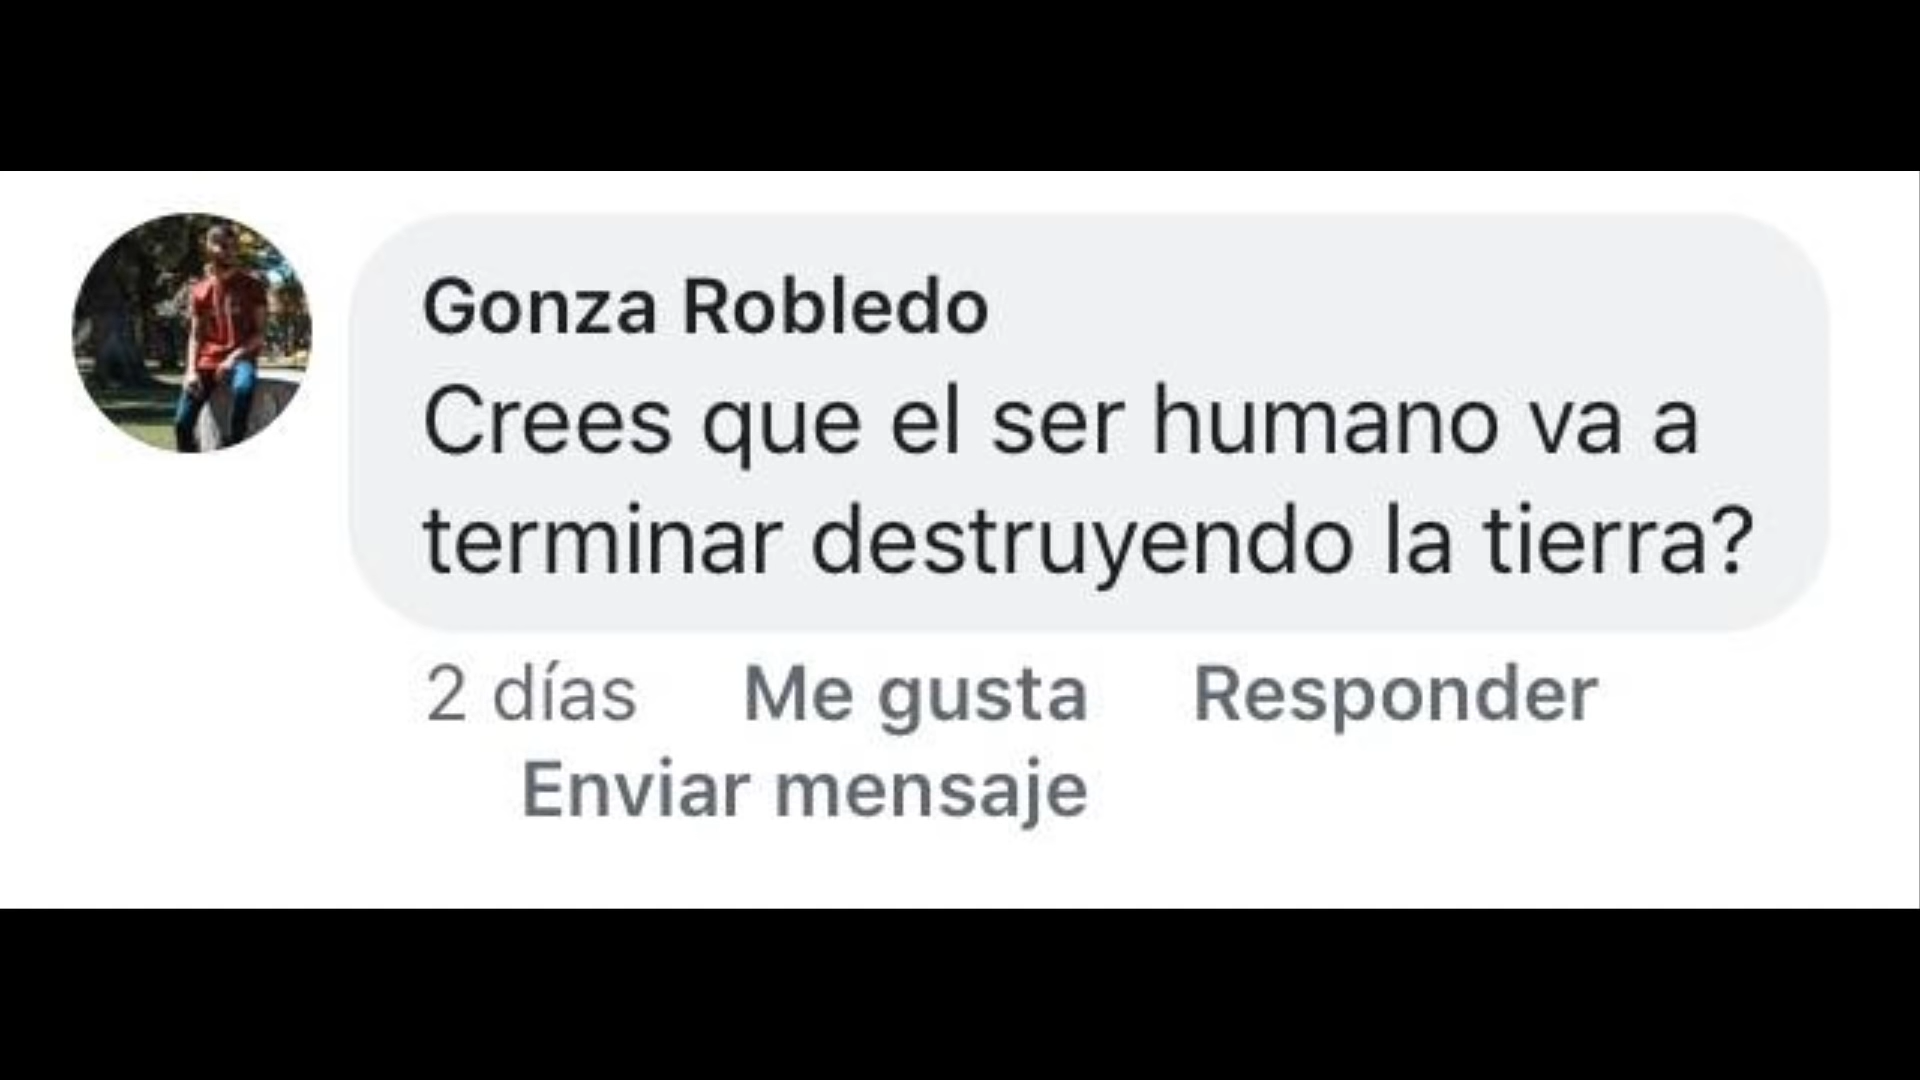 Gonza Robledo
Crees que el ser humano va a
terminar destruyendo la tierra?
2 días Me gusta Responder
Enviar mensaje